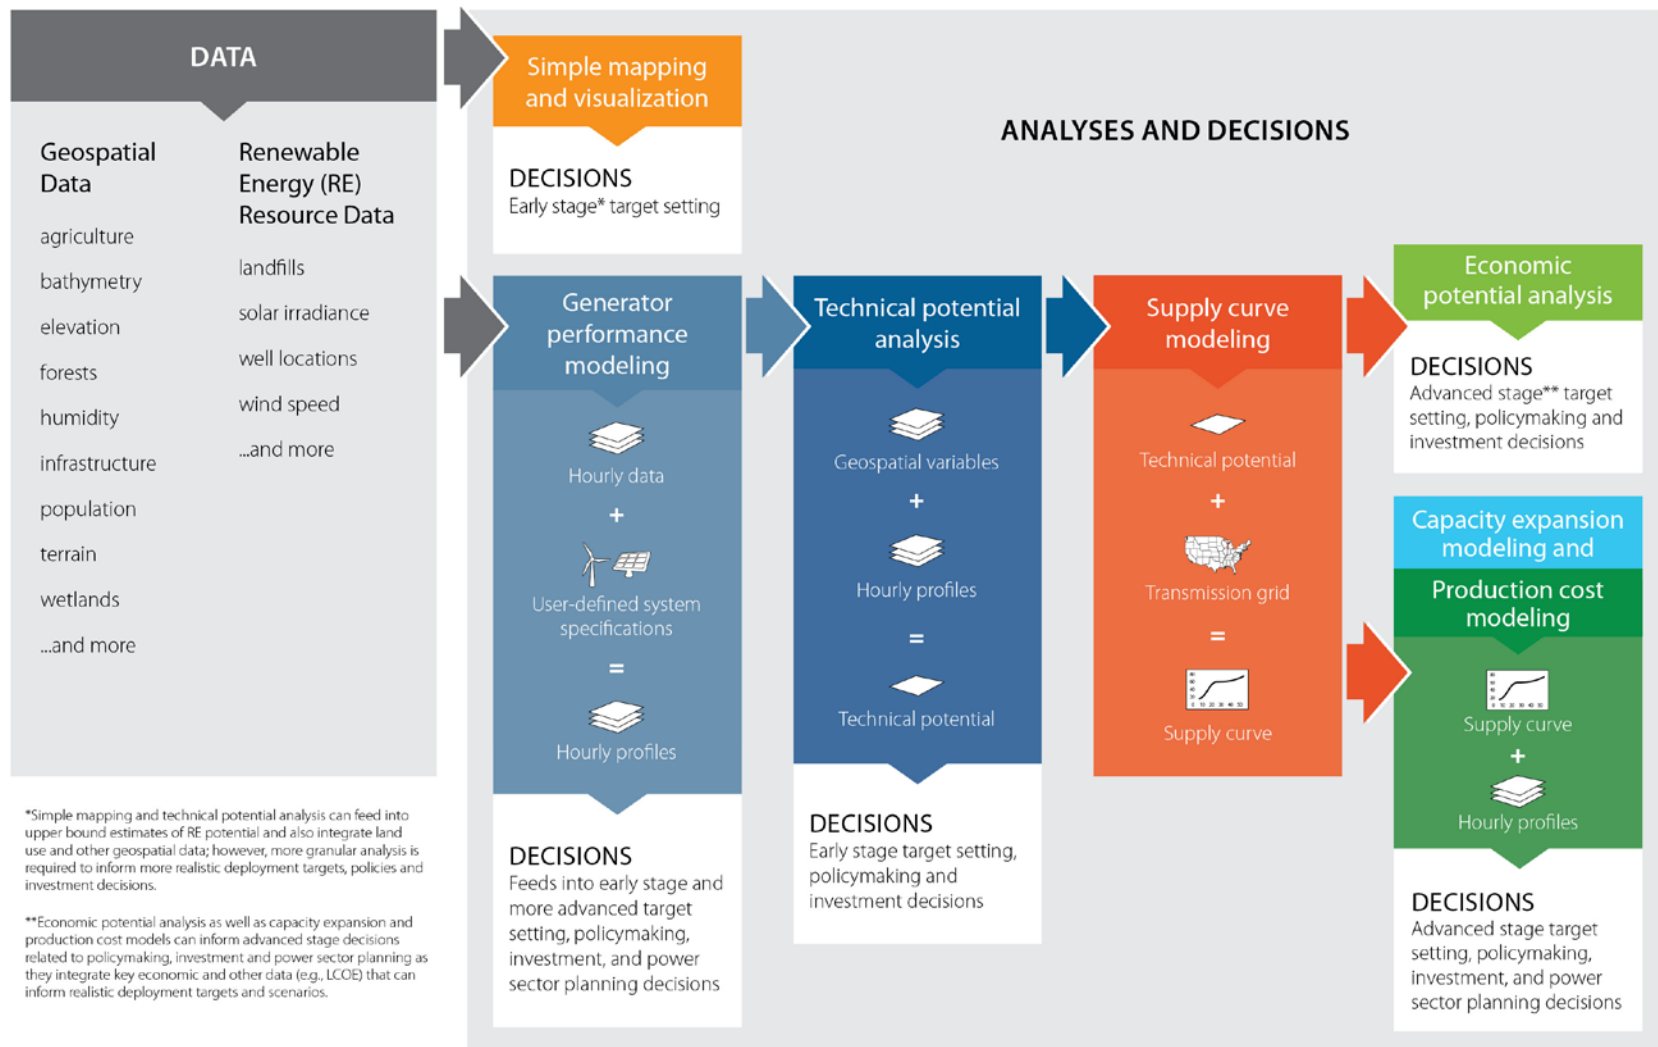 DATA
Geospatial
Data
agriculture
bathymetry
elevation
forests
humidity
infrastructure
population
terrain
wetlands
...and more
Renewable
Energy (RE)
Resource Data
landfills
solar irradiance
well locations
wind speed
...and more
*Simple mapping and technical potential analysis can feed into
upper bound estimates of RE potential and also integrate land
use and other geospatial data; however, more granular analysis is
required to inform more realistic deployment targets, policies and
investment decisions.
**Economic potential analysis as well as capacity expansion and
production cost models can inform advanced stage decisions
related to policymaking, investment and power sector planning as
they integrate key economic and other data (e.g., LCOE) that can
inform realistic deployment targets and scenarios.
ANALYSES AND DECISIONS
Simple mapping
and visualization
DECISIONS
Early stage* target setting
Generator
performance
modeling
Hourly data
+
User-defined system
specifications
=
Hourly profiles
DECISIONS
Feeds into early stage and
more advanced target
setting, policymaking,
investment, and power
sector planning decisions
Technical potential
analysis
Geospatial variables
+
Hourly profiles
=
Technical potential
DECISIONS
Early stage target setting,
policymaking and
investment decisions
Supply curve
modeling
Technical potential
+
Transmission grid
=
Supply curve
Economic
potential analysis
DECISIONS
Advanced stage** target
setting, policymaking and
investment decisions
Capacity expansion
modeling and
Production cost
modeling
Supply curve
+
Hourly profiles
DECISIONS
Advanced stage target
setting, policymaking,
investment, and power
sector planning decisions